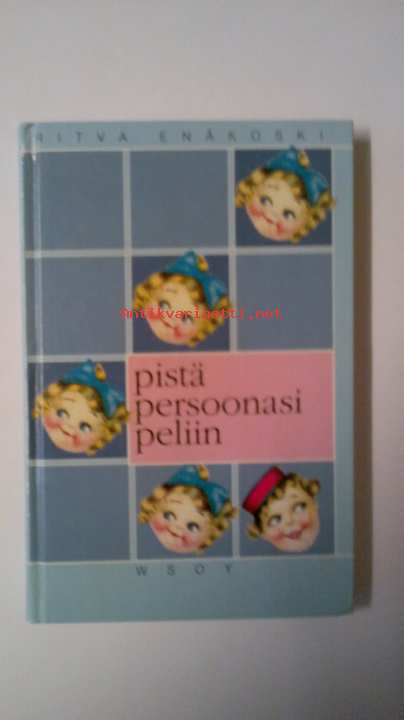 RITVA ENÄKOSKI
Antikvariaatti.net
pistä
persoonasi
peliin
WSOY